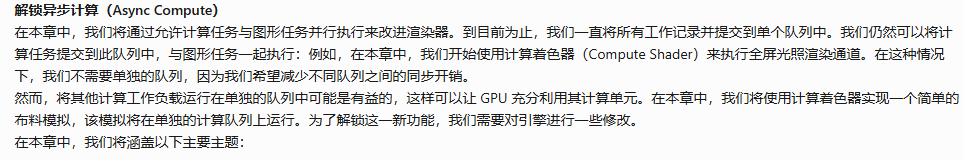 解锁异步计算（Async Compute）
在本章中，我们将通过允许计算任务与图形任务并行执行来改进渲染器。到目前为止，我们一直将所有工作记录并提交到单个队列中。我们仍然可以将计
算任务提交到此队列中，与图形任务一起执行：例如，在本章中，我们开始使用计算着色器（Compute Shader）来执行全屏光照渲染通道。在这种情况
下，我们不需要单独的队列，因为我们希望减少不同队列之间的同步开销。
然而，将其他计算工作负载运行在单独的队列中可能是有益的，这样可以让 GPU 充分利用其计算单元。在本章中，我们将使用计算着色器实现一个简单的
布料模拟，该模拟将在单独的计算队列上运行。为了解锁这一新功能，我们需要对引擎进行一些修改。
在本章中，我们将涵盖以下主要主题：